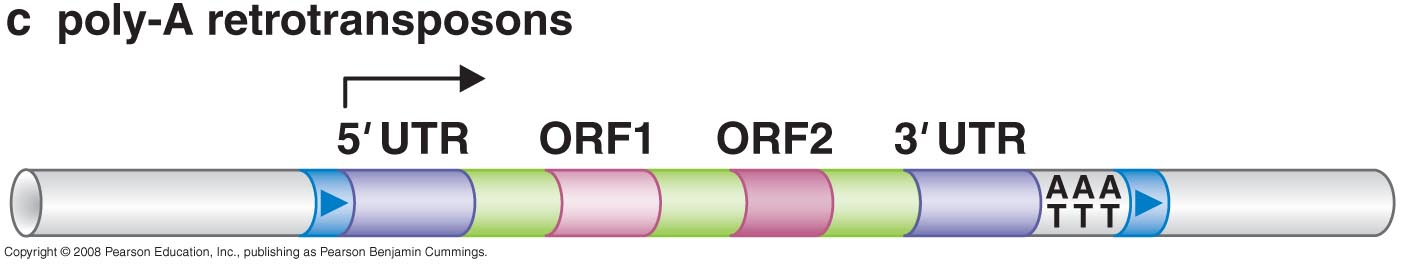 c poly-A retrotransposons
5′ UTR ORF1 ORF2 3′ UTR
AAA
TTT
Copyright © 2008 Pearson Education, Inc., publishing as Pearson Benjamin Cummings.